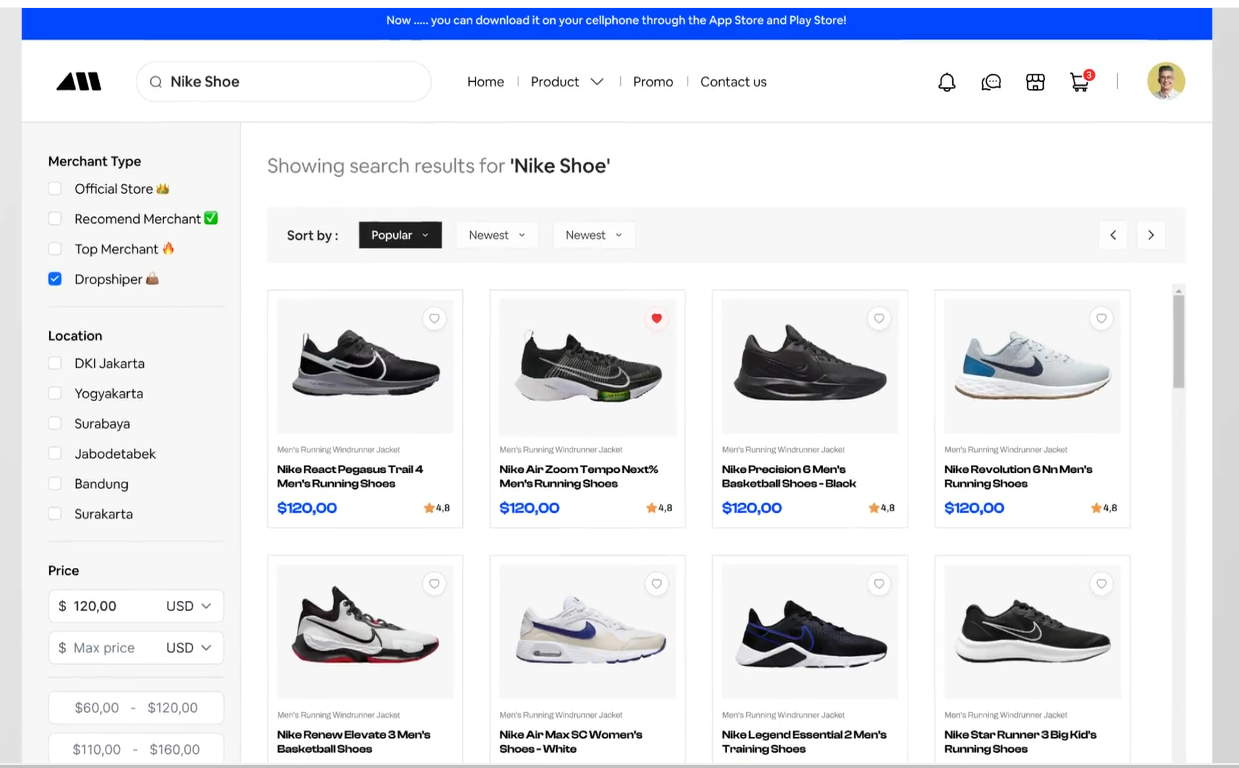 Now ..... you can download it on your cellphone through the App Store and Play Store!
Nike Shoe
Home
Product
Promo
Contact us
3
Merchant Type
Official Store 👑
Recomend Merchant ✅
Top Merchant 🔥
Dropshiper 👜
Location
DKI Jakarta
Yogyakarta
Surabaya
Jabodetabek
Bandung
Surakarta
Price
$ 120,00 USD
$ Max price USD
$60,00 - $120,00
$110,00 - $160,00
Showing search results for 'Nike Shoe'
Sort by :
Popular
Newest
Newest
Men's Running Windrunner Jacket
Nike React Pegasus Trail 4
Men's Running Shoes
$120,00
4,8
Men's Running Windrunner Jacket
Nike Air Zoom Tempo Next%
Men's Running Shoes
$120,00
4,8
Men's Running Windrunner Jacket
Nike Precision 6 Men's
Basketball Shoes - Black
$120,00
4,8
Men's Running Windrunner Jacket
Nike Revolution 6 Nn Men's
Running Shoes
$120,00
4,8
Men's Running Windrunner Jacket
Nike Renew Elevate 3 Men's
Basketball Shoes
Men's Running Windrunner Jacket
Nike Air Max SC Women's
Shoes - White
Men's Running Windrunner Jacket
Nike Legend Essential 2 Men's
Training Shoes
Men's Running Windrunner Jacket
Nike Star Runner 3 Big Kid's
Running Shoes